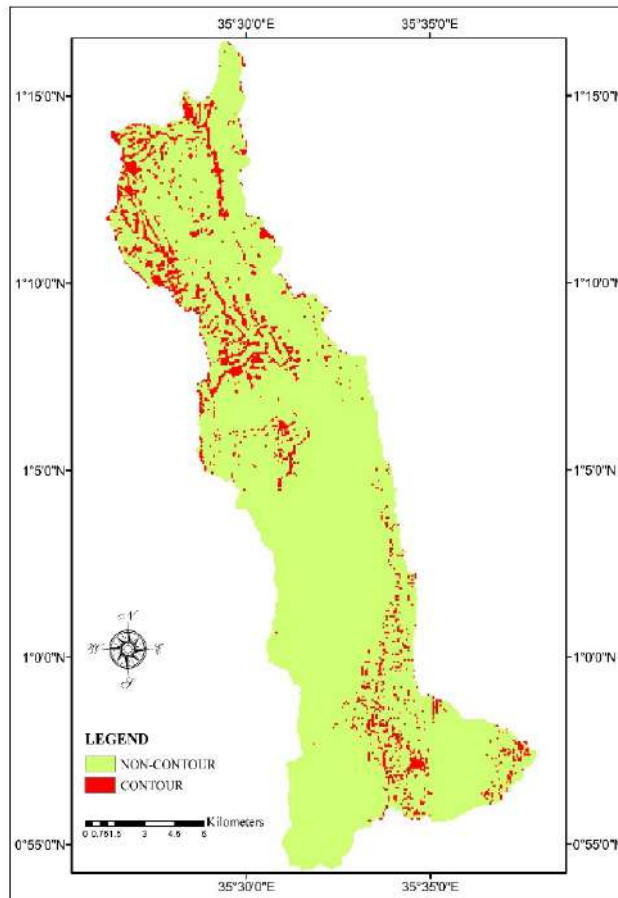 35°30'0"E 35°35'0"E
1°15'0"N 1°15'0"N
1°10'0"N 1°10'0"N
1°5'0"N 1°5'0"N
N
W E
S
1°0'0"N 1°0'0"N
LEGEND
NON-CONTOUR
CONTOUR
Kilometers
0 0.75 1.5 3 4.5 6
0°55'0"N 0°55'0"N
35°30'0"E 35°35'0"E